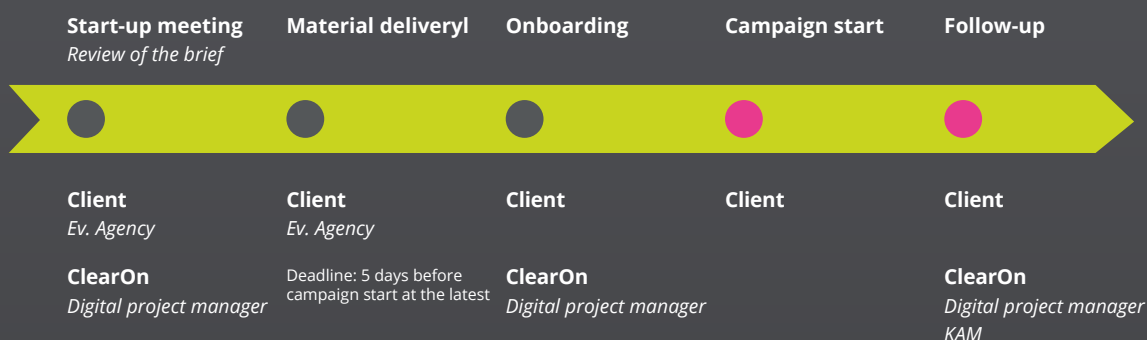 Start-up meeting
Review of the brief
Material deliveryl
Onboarding
Campaign start
Follow-up
Client
Ev. Agency
ClearOn
Digital project manager
Client
Ev. Agency
Deadline: 5 days before
campaign start at the latest
Client
ClearOn
Digital project manager
Client
Client
ClearOn
Digital project manager
KAM